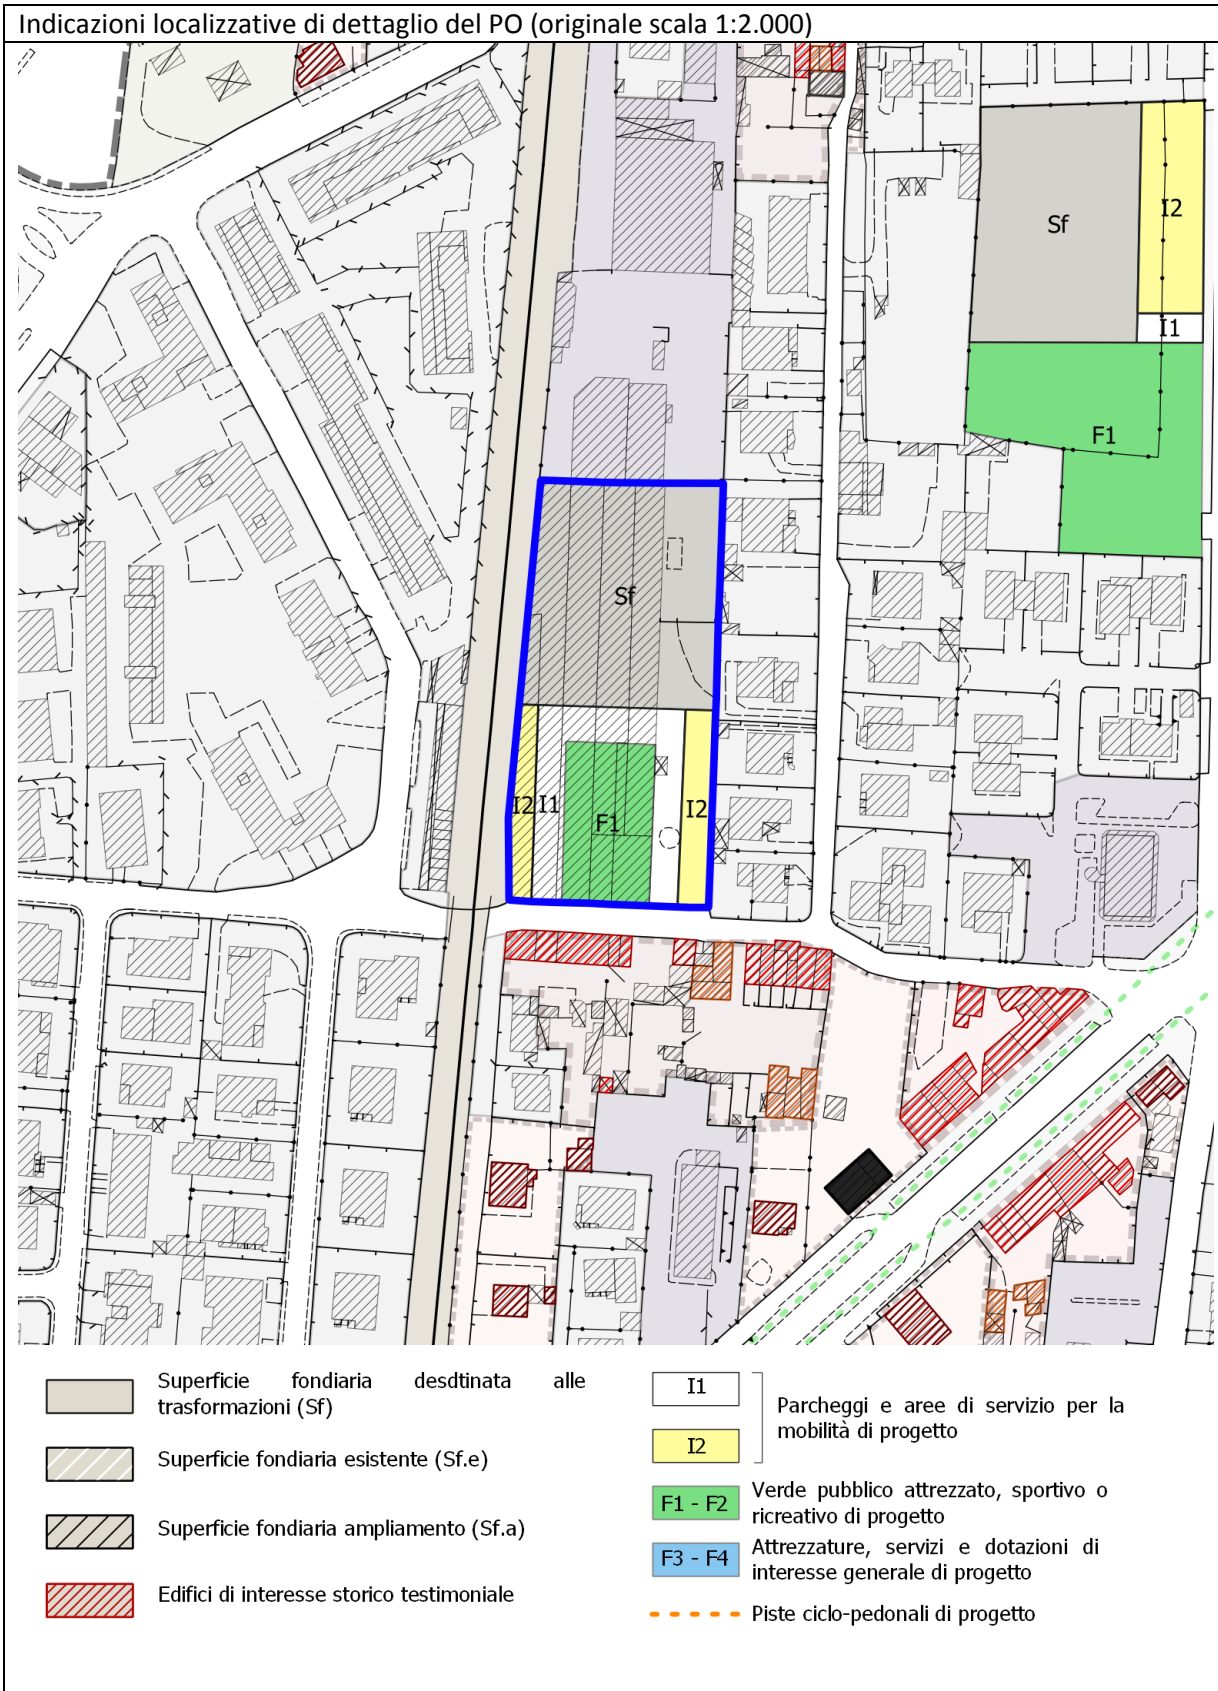 Indicazioni localizzative di dettaglio del PO (originale scala 1:2.000)
Sf
I2
I1
F1
Sf
I2
I1
F1
I2
Superficie fondiaria desdtinata alle
trasformazioni (Sf)
Superficie fondiaria esistente (Sf.e)
Superficie fondiaria ampliamento (Sf.a)
Edifici di interesse storico testimoniale
I1
I2
Parcheggi e aree di servizio per la
mobilità di progetto
F1 - F2
Verde pubblico attrezzato, sportivo o
ricreativo di progetto
F3 - F4
Attrezzature, servizi e dotazioni di
interesse generale di progetto
Piste ciclo-pedonali di progetto